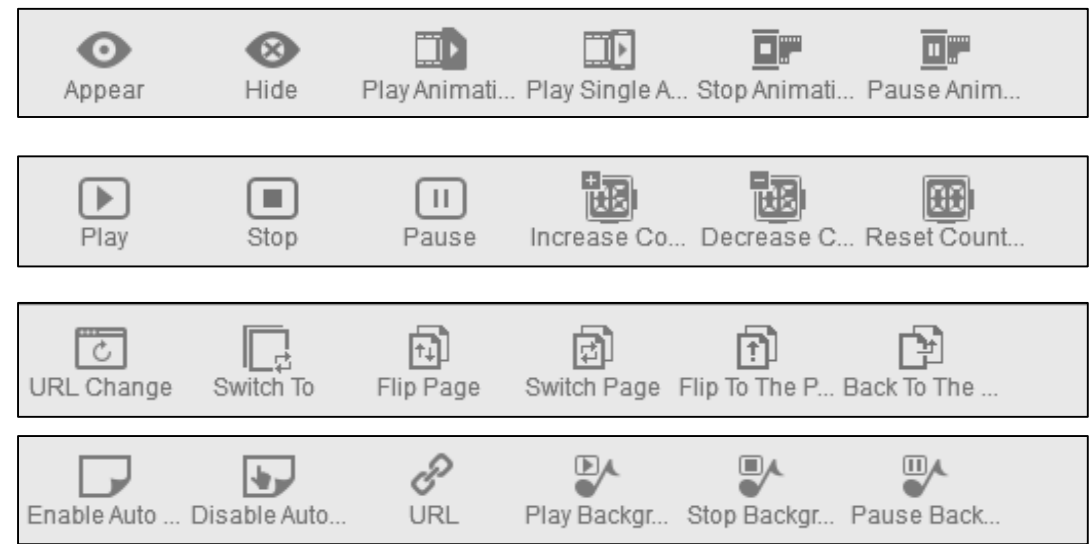 Appear Hide Play Animati... Play Single A... Stop Animati... Pause Anim...
Play Stop Pause Increase Co... Decrease C... Reset Count...
URL Change Switch To Flip Page Switch Page Flip To The P... Back To The ...
Enable Auto ... Disable Auto... URL Play Backgr... Stop Backgr... Pause Back...